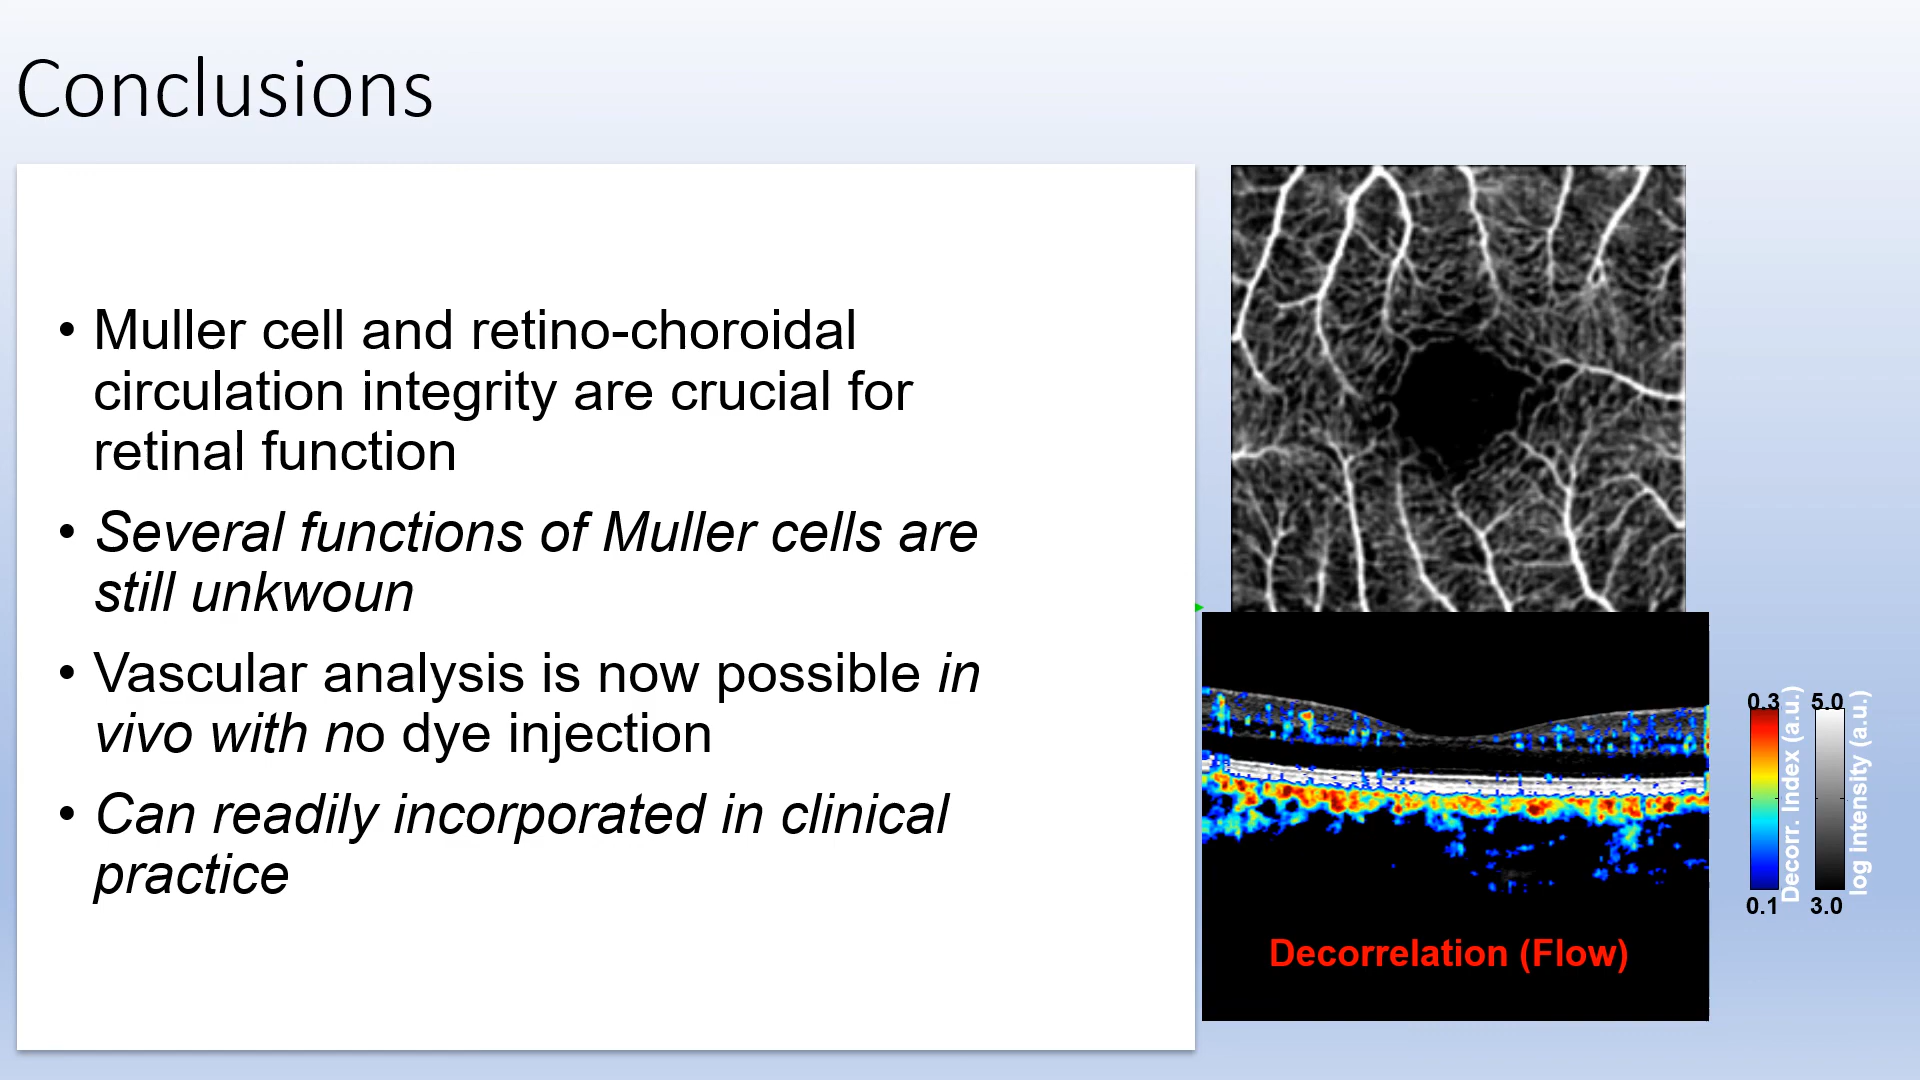 Conclusions
• Muller cell and retino-choroidal
circulation integrity are crucial for
retinal function
• Several functions of Muller cells are
still unkwoun
• Vascular analysis is now possible in
vivo with no dye injection
• Can readily incorporated in clinical
practice
Decorrelation (Flow)
0.3
Decorr. Index (a.u.)
0.1
5.0
log intensity (a.u.)
3.0